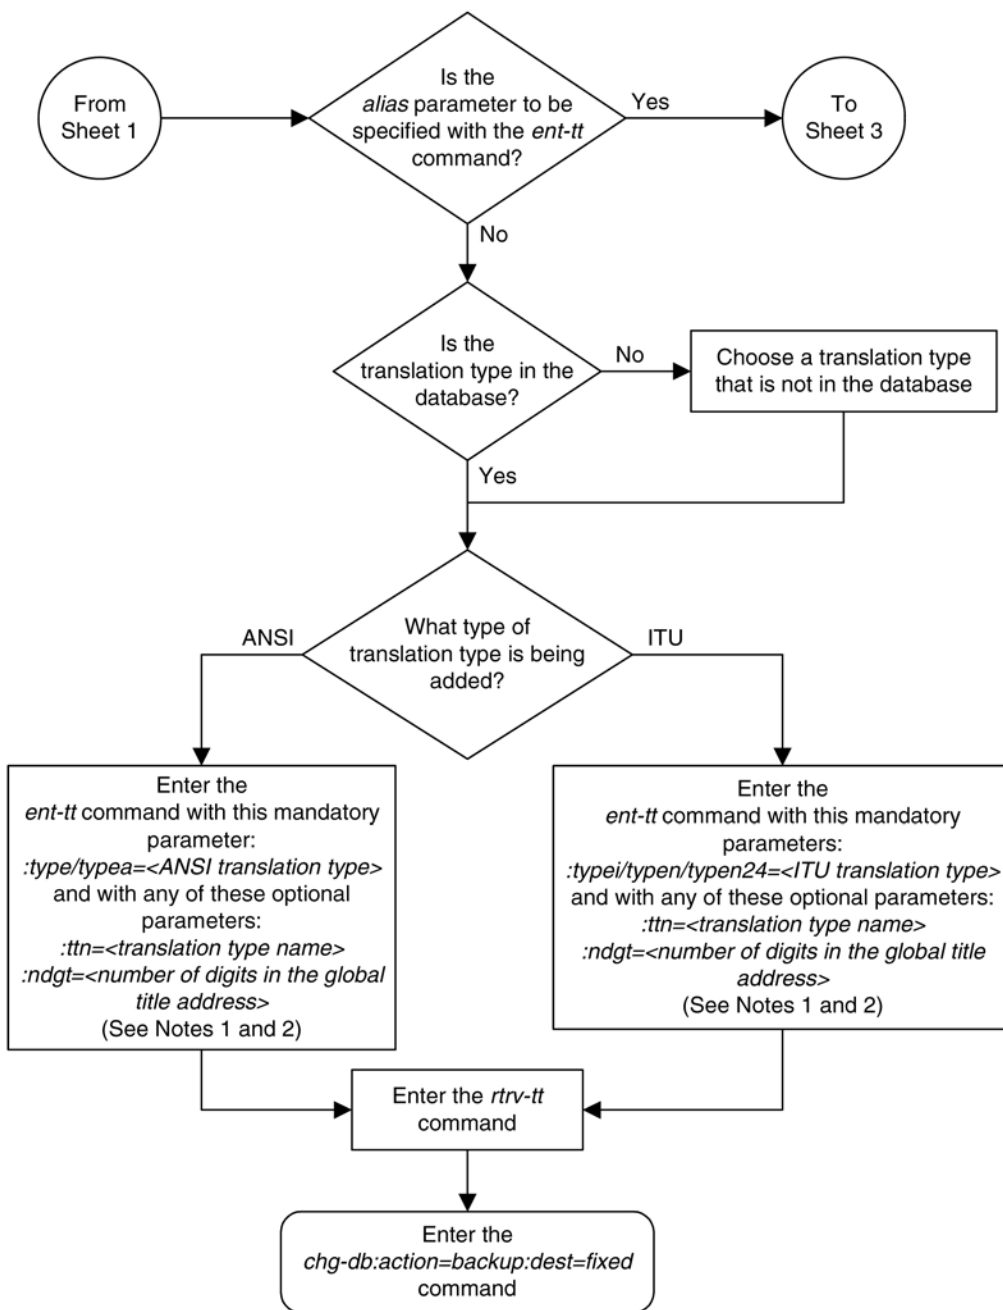 From
Sheet 1
Is the
alias parameter to be
specified with the ent-tt
command?
Yes
To
Sheet 3
No
Is the
translation type in the
database?
No
Choose a translation type
that is not in the database
Yes
What type of
translation type is being
added?
ANSI
ITU
Enter the
ent-tt command with this mandatory
parameter:
:type/typea=<ANSI translation type>
and with any of these optional
parameters:
:ttn=<translation type name>
:ndgt=<number of digits in the global
title address>
(See Notes 1 and 2)
Enter the
ent-tt command with this mandatory
parameters:
:typei/typen/typen24=<ITU translation type>
and with any of these optional parameters:
:ttn=<translation type name>
:ndgt=<number of digits in the global title
address>
(See Notes 1 and 2)
Enter the rtrv-tt
command
Enter the
chg-db:action=backup:dest=fixed
command